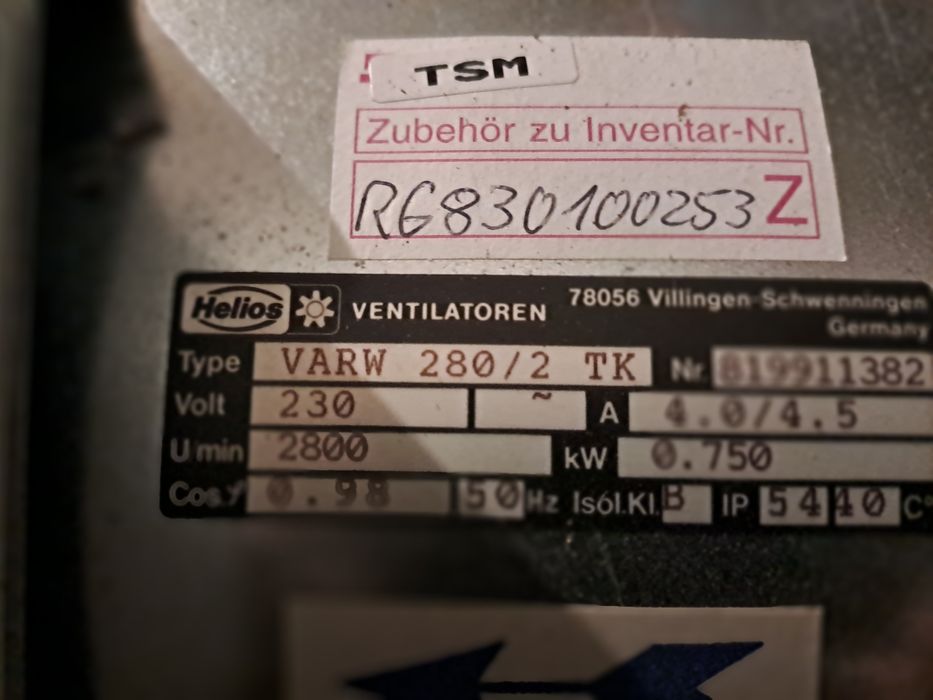 TSM
Zubehör zu Inventar-Nr.
RG830100253 Z
Helios VENTILATOREN 78056 Villingen-Schwenningen
Germany
Type VARW 280/2 TK Nr. 819911382
Volt 230 ~ A 4.0/4.5
U min 2800 kW 0.750
Cos.φ 0.98 50 Hz Isol.Kl. B IP 54 40 C°